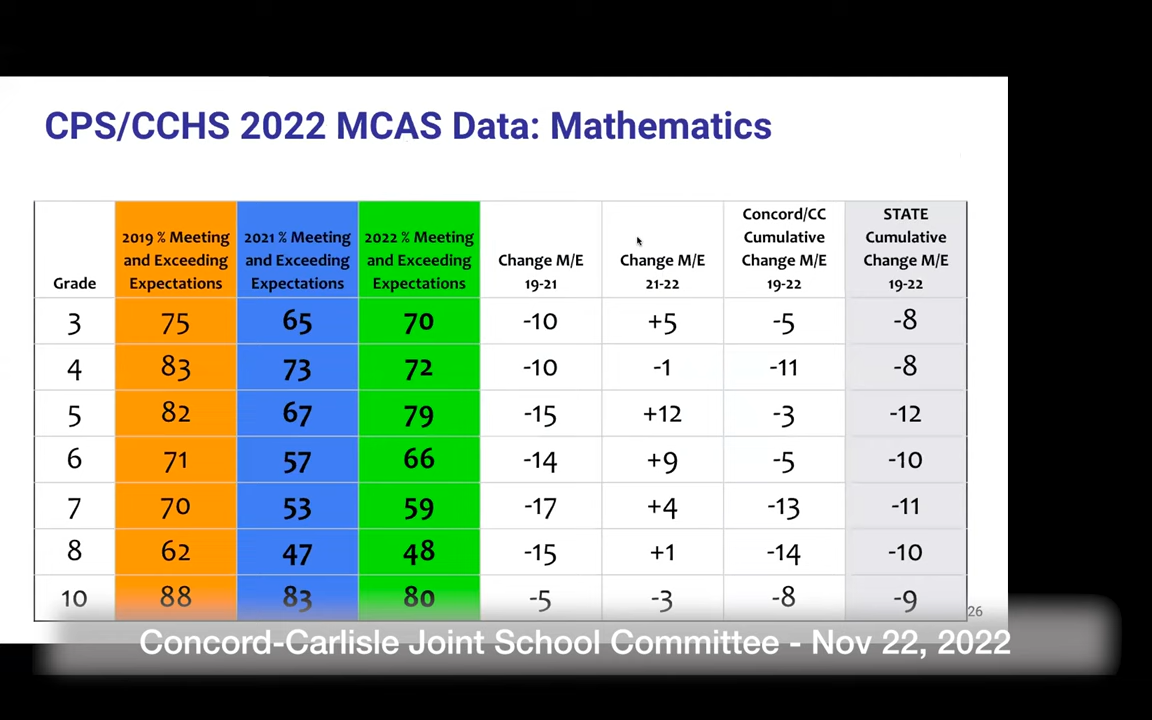 CPS/CCHS 2022 MCAS Data: Mathematics
Grade
2019 % Meeting
and Exceeding
Expectations
2021 % Meeting
and Exceeding
Expectations
2022 % Meeting
and Exceeding
Expectations
Change M/E
19-21
Change M/E
21-22
Concord/CC
Cumulative
Change M/E
19-22
STATE
Cumulative
Change M/E
19-22
3 75 65 70 -10 +5 -5 -8
4 83 73 72 -10 -1 -11 -8
5 82 67 79 -15 +12 -3 -12
6 71 57 66 -14 +9 -5 -10
7 70 53 59 -17 +4 -13 -11
8 62 47 48 -15 +1 -14 -10
10 88 83 80 -5 -3 -8 -9
26
Concord-Carlisle Joint School Committee - Nov 22, 2022